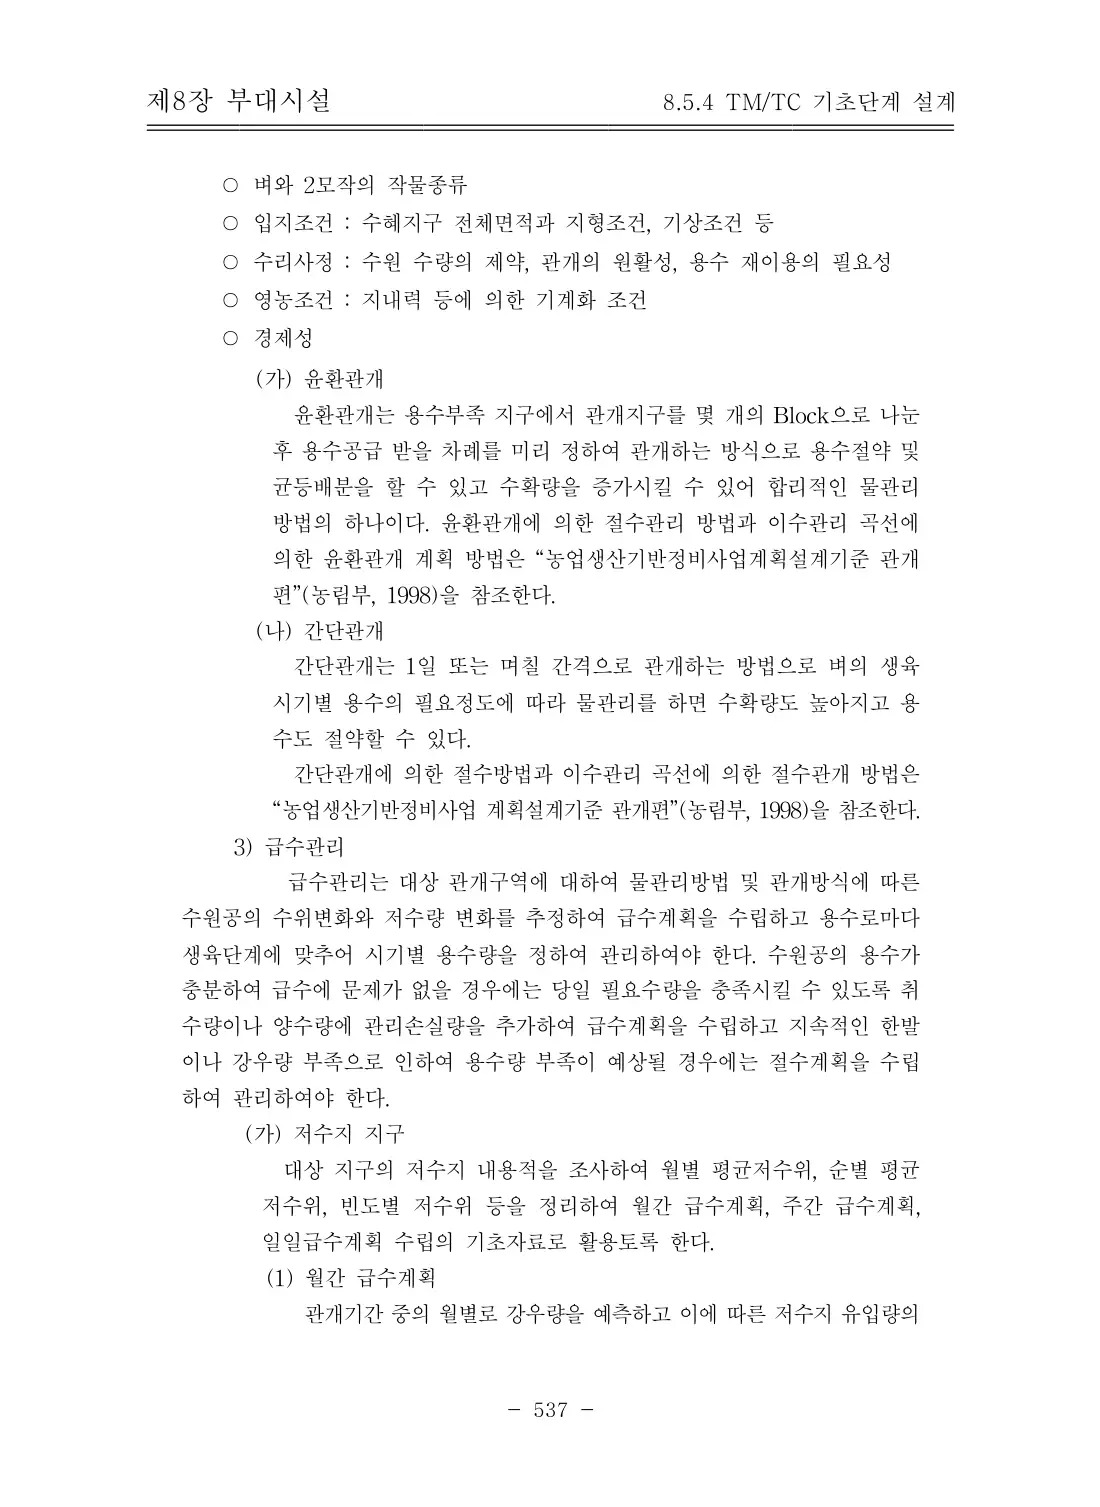 제8장 부대시설
8.5.4 TM/TC 기초단계 설계
○ 벼와 2모작의 작물종류
○ 입지조건 : 수혜지구 전체면적과 지형조건, 기상조건 등
○ 수리사정 : 수원 수량의 제약, 관개의 원활성, 용수 재이용의 필요성
○ 영농조건 : 지내력 등에 의한 기계화 조건
○ 경제성
(가) 윤환관개
윤환관개는 용수부족 지구에서 관개지구를 몇 개의 Block으로 나눈
후 용수공급 받을 차례를 미리 정하여 관개하는 방식으로 용수절약 및
균등배분을 할 수 있고 수확량을 증가시킬 수 있어 합리적인 물관리
방법의 하나이다. 윤환관개에 의한 절수관리 방법과 이수관리 곡선에
의한 윤환관개 계획 방법은 “농업생산기반정비사업계획설계기준 관개
편”(농림부, 1998)을 참조한다.
(나) 간단관개
간단관개는 1일 또는 며칠 간격으로 관개하는 방법으로 벼의 생육
시기별 용수의 필요정도에 따라 물관리를 하면 수확량도 높아지고 용
수도 절약할 수 있다.
간단관개에 의한 절수방법과 이수관리 곡선에 의한 절수관개 방법은
“농업생산기반정비사업 계획설계기준 관개편”(농림부, 1998)을 참조한다.
3) 급수관리
급수관리는 대상 관개구역에 대하여 물관리방법 및 관개방식에 따른
수원공의 수위변화와 저수량 변화를 추정하여 급수계획을 수립하고 용수로마다
생육단계에 맞추어 시기별 용수량을 정하여 관리하여야 한다. 수원공의 용수가
충분하여 급수에 문제가 없을 경우에는 당일 필요수량을 충족시킬 수 있도록 취
수량이나 양수량에 관리손실량을 추가하여 급수계획을 수립하고 지속적인 한발
이나 강우량 부족으로 인하여 용수량 부족이 예상될 경우에는 절수계획을 수립
하여 관리하여야 한다.
(가) 저수지 지구
대상 지구의 저수지 내용적을 조사하여 월별 평균저수위, 순별 평균
저수위, 빈도별 저수위 등을 정리하여 월간 급수계획, 주간 급수계획,
일일급수계획 수립의 기초자료로 활용토록 한다.
(1) 월간 급수계획
관개기간 중의 월별로 강우량을 예측하고 이에 따른 저수지 유입량의
- 537 -